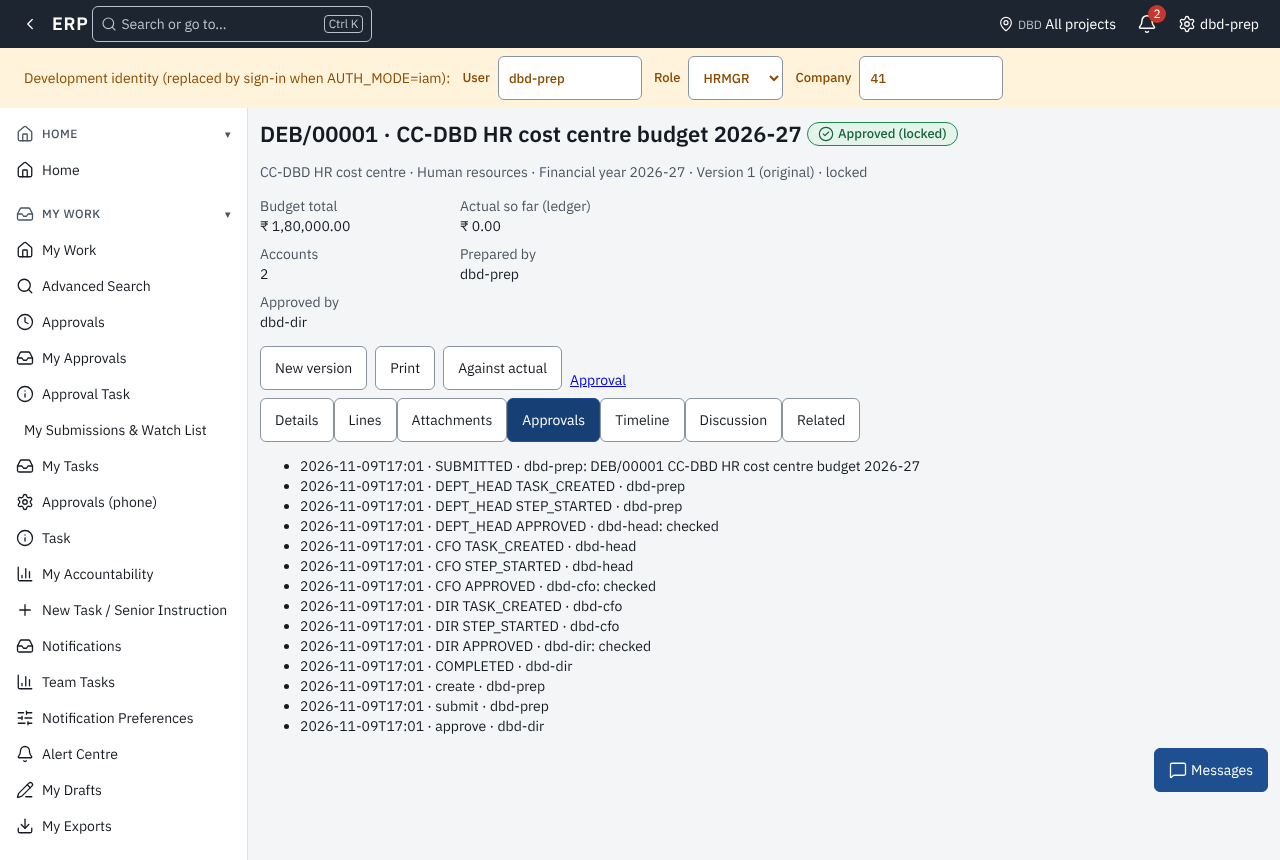 ERP
Search or go to...
Ctrl K
DBD All projects
2
dbd-prep
Development identity (replaced by sign-in when AUTH_MODE=iam):
User
dbd-prep
Role
HRMGR
Company
41
HOME
Home
MY WORK
My Work
Advanced Search
Approvals
My Approvals
Approval Task
My Submissions & Watch List
My Tasks
Approvals (phone)
Task
My Accountability
New Task / Senior Instruction
Notifications
Team Tasks
Notification Preferences
Alert Centre
My Drafts
My Exports
DEB/00001 · CC-DBD HR cost centre budget 2026-27
Approved (locked)
CC-DBD HR cost centre · Human resources · Financial year 2026-27 · Version 1 (original) · locked
Budget total
₹ 1,80,000.00
Actual so far (ledger)
₹ 0.00
Accounts
2
Prepared by
dbd-prep
Approved by
dbd-dir
New version
Print
Against actual
Approval
Details
Lines
Attachments
Approvals
Timeline
Discussion
Related
2026-11-09T17:01 · SUBMITTED · dbd-prep: DEB/00001 CC-DBD HR cost centre budget 2026-27
2026-11-09T17:01 · DEPT_HEAD TASK_CREATED · dbd-prep
2026-11-09T17:01 · DEPT_HEAD STEP_STARTED · dbd-prep
2026-11-09T17:01 · DEPT_HEAD APPROVED · dbd-head: checked
2026-11-09T17:01 · CFO TASK_CREATED · dbd-head
2026-11-09T17:01 · CFO STEP_STARTED · dbd-head
2026-11-09T17:01 · CFO APPROVED · dbd-cfo: checked
2026-11-09T17:01 · DIR TASK_CREATED · dbd-cfo
2026-11-09T17:01 · DIR STEP_STARTED · dbd-cfo
2026-11-09T17:01 · DIR APPROVED · dbd-dir: checked
2026-11-09T17:01 · COMPLETED · dbd-dir
2026-11-09T17:01 · create · dbd-prep
2026-11-09T17:01 · submit · dbd-prep
2026-11-09T17:01 · approve · dbd-dir
Messages